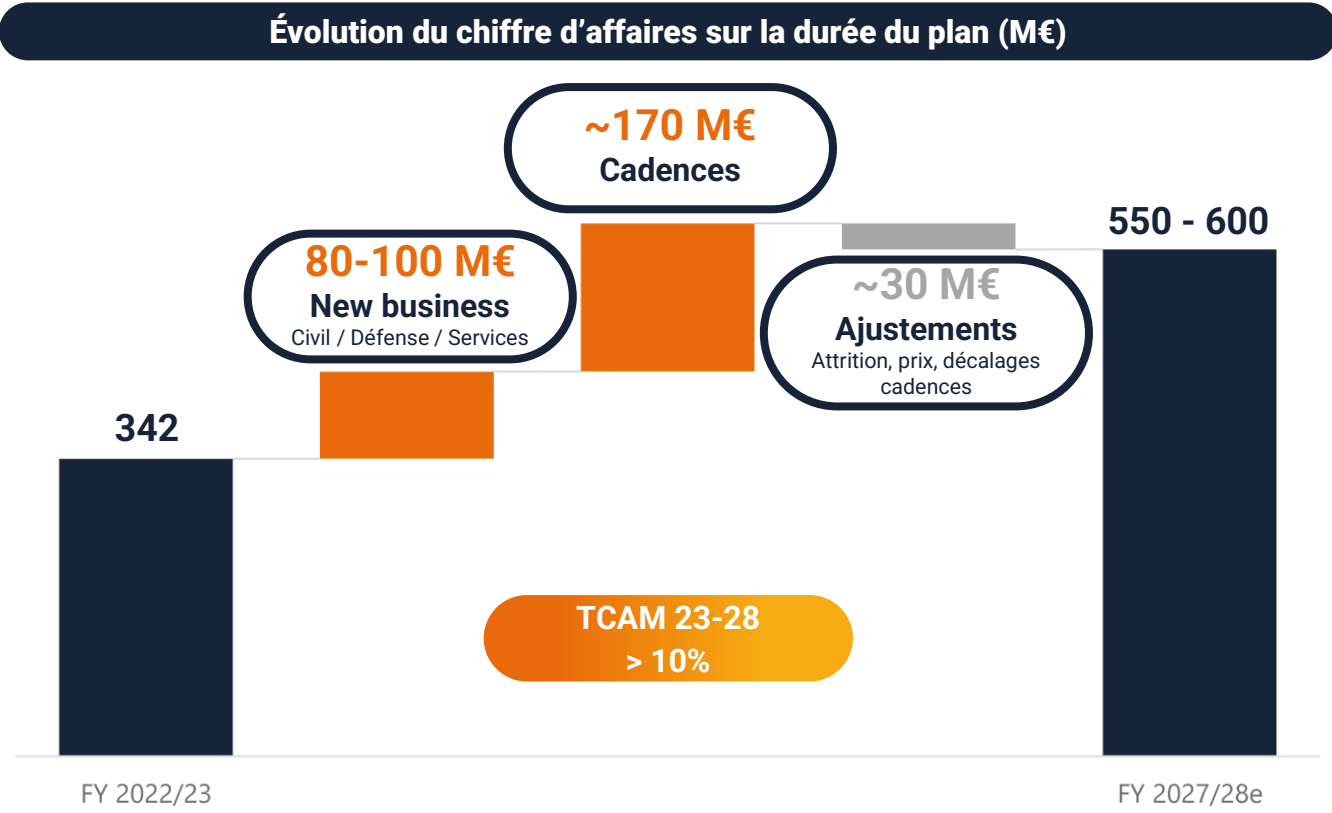 Évolution du chiffre d’affaires sur la durée du plan (M€)
~170 M€
Cadences
550 - 600
80-100 M€
New business
Civil / Défense / Services
~30 M€
Ajustements
Attrition, prix, décalages
cadences
342
TCAM 23-28
> 10%
FY 2022/23
FY 2027/28e